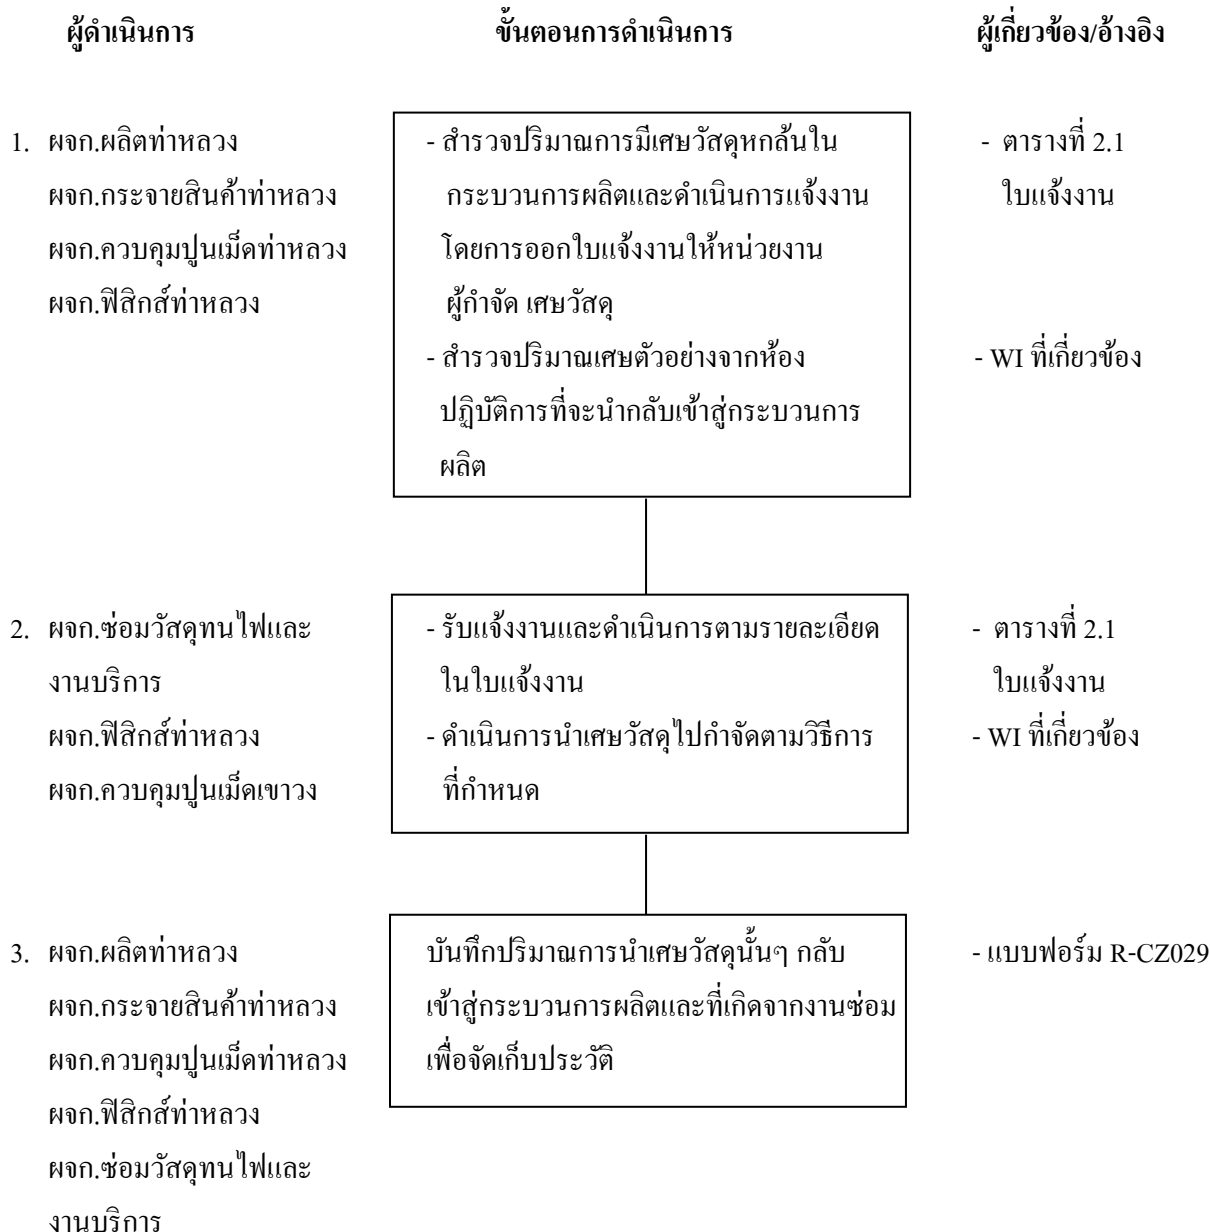 ผู้ดำเนินการ ขั้นตอนการดำเนินการ ผู้เกี่ยวข้อง/อ้างอิง
1. ผจก.ผลิตท่าหลวง
ผจก.กระจายสินค้าท่าหลวง
ผจก.ควบคุมปูนเม็ดท่าหลวง
ผจก.ฟิสิกส์ท่าหลวง
- สำรวจปริมาณการมีเศษวัสดุหกล้นใน
กระบวนการผลิตและดำเนินการแจ้งงาน
โดยการออกใบแจ้งงานให้หน่วยงาน
ผู้กำจัด เศษวัสดุ
- สำรวจปริมาณเศษตัวอย่างจากห้อง
ปฏิบัติการที่จะนำกลับเข้าสู่กระบวนการ
ผลิต
- ตารางที่ 2.1
ใบแจ้งงาน
- WI ที่เกี่ยวข้อง
2. ผจก.ซ่อมวัสดุทนไฟและ
งานบริการ
ผจก.ฟิสิกส์ท่าหลวง
ผจก.ควบคุมปูนเม็ดเขาวง
- รับแจ้งงานและดำเนินการตามรายละเอียด
ในใบแจ้งงาน
- ดำเนินการนำเศษวัสดุไปกำจัดตามวิธีการ
ที่กำหนด
- ตารางที่ 2.1
ใบแจ้งงาน
- WI ที่เกี่ยวข้อง
3. ผจก.ผลิตท่าหลวง
ผจก.กระจายสินค้าท่าหลวง
ผจก.ควบคุมปูนเม็ดท่าหลวง
ผจก.ฟิสิกส์ท่าหลวง
ผจก.ซ่อมวัสดุทนไฟและ
งานบริการ
บันทึกปริมาณการนำเศษวัสดุนั้นๆ กลับ
เข้าสู่กระบวนการผลิตและที่เกิดจากงานซ่อม
เพื่อจัดเก็บประวัติ
- แบบฟอร์ม R-CZ029